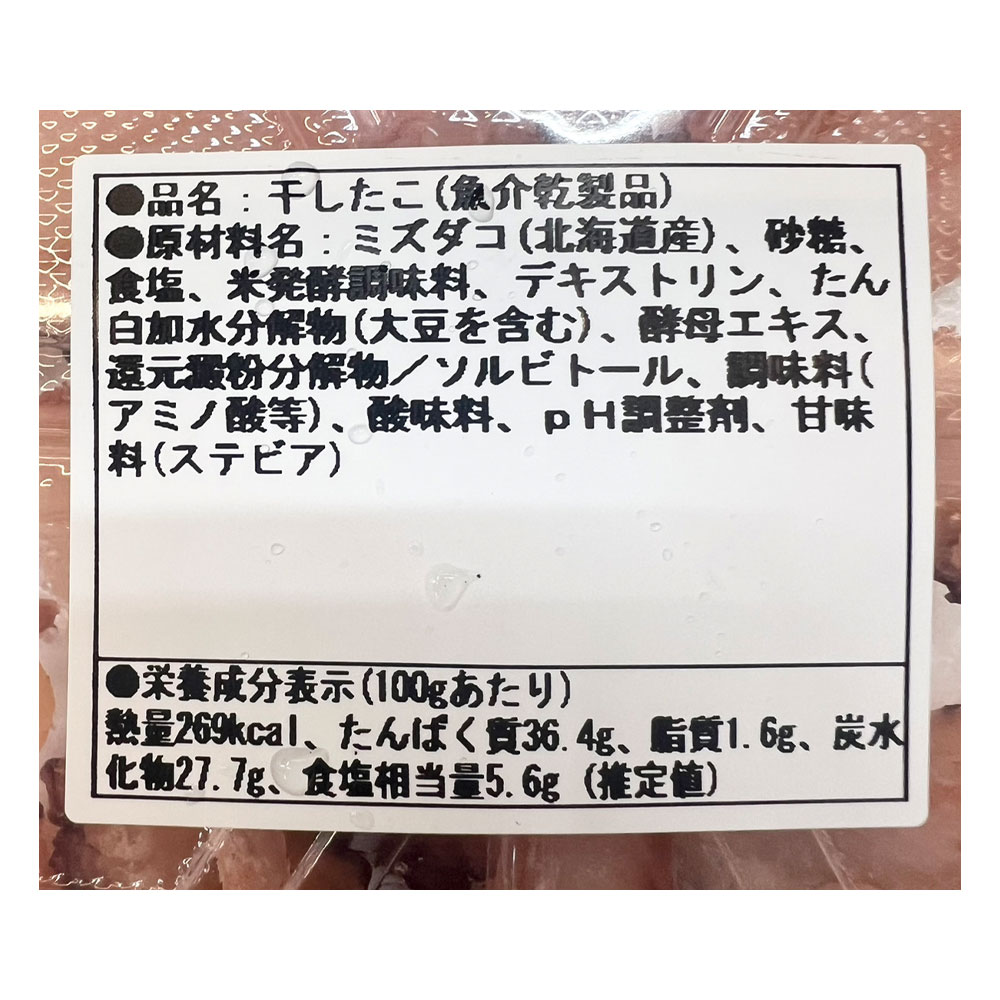 ●品名：干したこ(魚介乾製品)
●原材料名：ミズダコ(北海道産)、砂糖、
食塩、米発酵調味料、デキストリン、たん
白加水分解物(大豆を含む)、酵母エキス、
還元澱粉分解物／ソルビトール、調味料(
アミノ酸等)、酸味料、ｐＨ調整剤、甘味
料(ステビア)
●栄養成分表示(100gあたり)
熱量269kcal、たんぱく質36.4g、脂質1.6g、炭水
化物27.7g、食塩相当量5.6g (推定値)